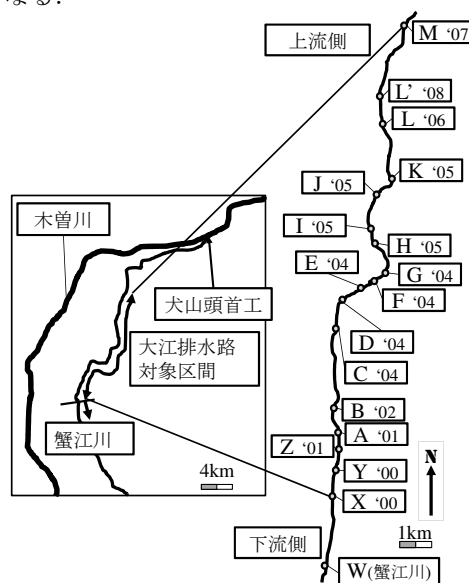 なる.
上流側
M ‘07
L’ ‘08
L ‘06
K ‘05
J ‘05
I ‘05
H ‘05
E ‘04
G ‘04
F ‘04
D ‘04
C ‘04
B ‘02
A ‘01
Z ‘01
Y ‘00
X ‘00
N
1km
下流側
W(蟹江川)
木曽川
犬山頭首工
大江排水路
対象区間
蟹江川
4km